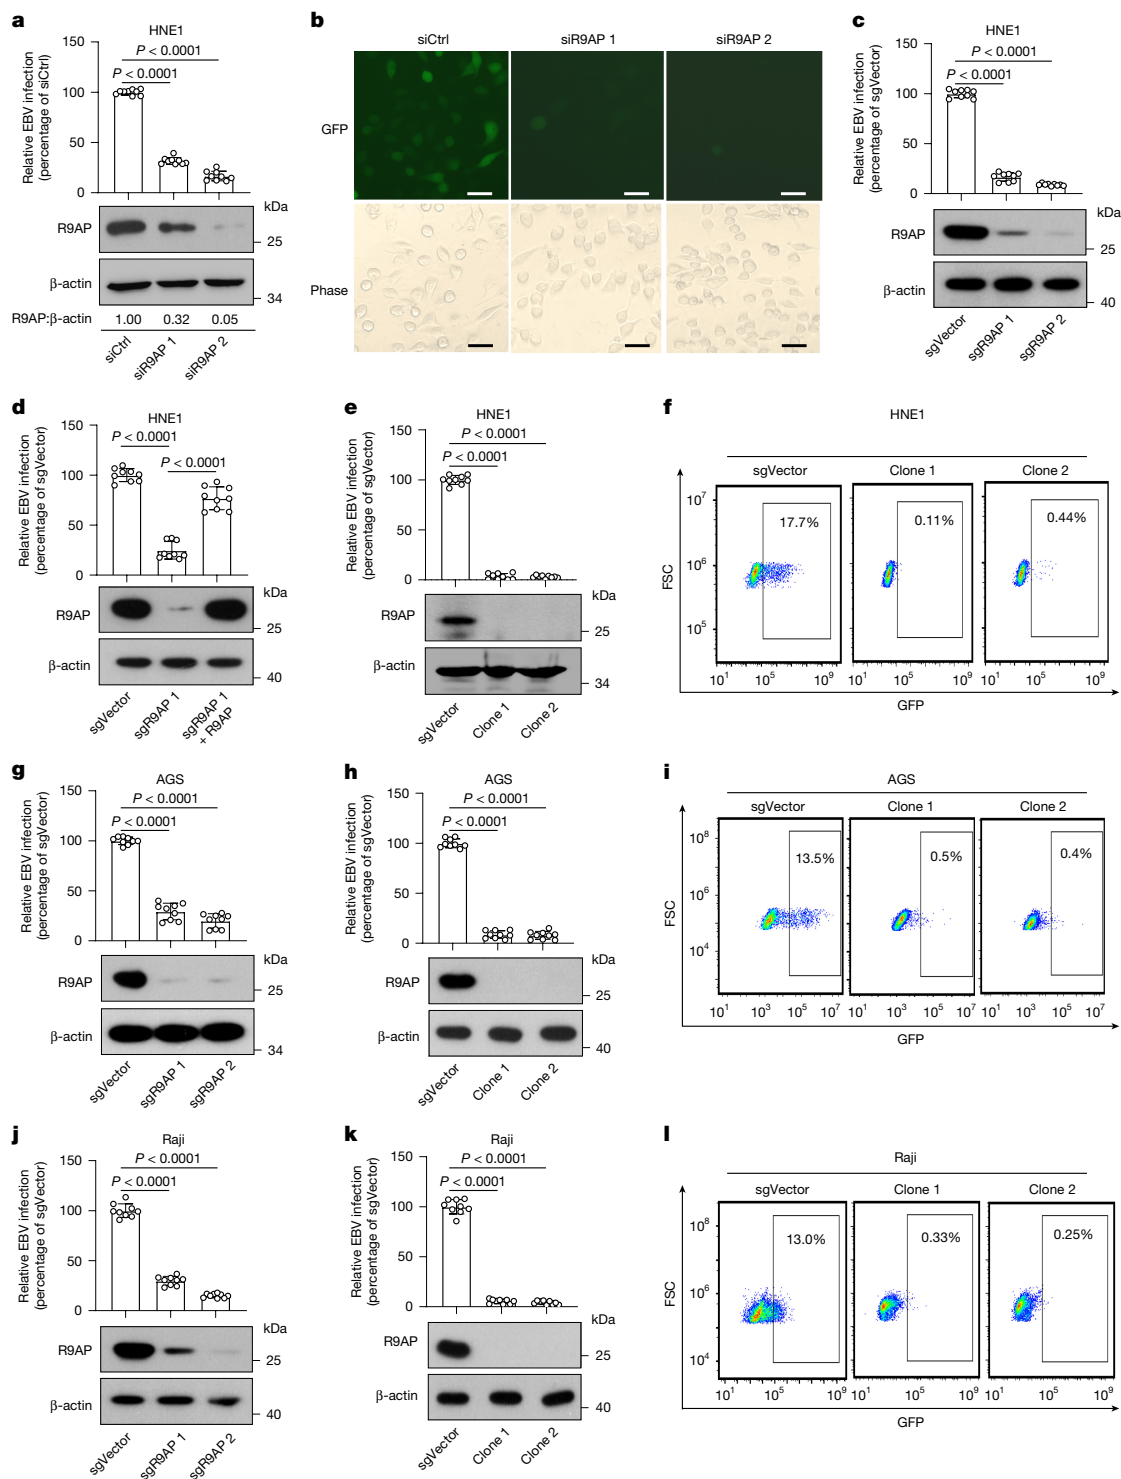 a
HNE1
Relative EBV infection
(percentage of siCtrl)
150
100
50
0
P < 0.0001
P < 0.0001
kDa
R9AP
25
β-actin
34
R9AP:β-actin 1.00 0.32 0.05
siCtrl
siR9AP 1
siR9AP 2
b
siCtrl siR9AP 1 siR9AP 2
GFP
Phase
c
HNE1
Relative EBV infection
(percentage of sgVector)
150
100
50
0
P < 0.0001
P < 0.0001
kDa
R9AP
25
β-actin
40
sgVector
sgR9AP 1
sgR9AP 2
d
HNE1
Relative EBV infection
(percentage of sgVector)
150
100
50
0
P < 0.0001
P < 0.0001
kDa
R9AP
25
β-actin
40
sgVector
sgR9AP 1
sgR9AP 1
+ R9AP
e
HNE1
Relative EBV infection
(percentage of sgVector)
150
100
50
0
P < 0.0001
P < 0.0001
kDa
R9AP
25
β-actin
34
sgVector
Clone 1
Clone 2
f
HNE1
sgVector Clone 1 Clone 2
FSC
10⁷
10⁶
10⁵
17.7% 0.11% 0.44%
10¹ 10⁵ 10⁹ 10¹ 10⁵ 10⁹ 10¹ 10⁵ 10⁹
GFP
g
AGS
Relative EBV infection
(percentage of sgVector)
150
100
50
0
P < 0.0001
P < 0.0001
kDa
R9AP
25
β-actin
34
sgVector
sgR9AP 1
sgR9AP 2
h
AGS
Relative EBV infection
(percentage of sgVector)
150
100
50
0
P < 0.0001
P < 0.0001
kDa
R9AP
25
β-actin
40
sgVector
Clone 1
Clone 2
i
AGS
sgVector Clone 1 Clone 2
FSC
10⁸
10⁶
10⁴
13.5% 0.5% 0.4%
10¹ 10³ 10⁵ 10⁷ 10¹ 10³ 10⁵ 10⁷ 10¹ 10³ 10⁵ 10⁷
GFP
j
Raji
Relative EBV infection
(percentage of sgVector)
150
100
50
0
P < 0.0001
P < 0.0001
kDa
R9AP
25
β-actin
40
sgVector
sgR9AP 1
sgR9AP 2
k
Raji
Relative EBV infection
(percentage of sgVector)
150
100
50
0
P < 0.0001
P < 0.0001
kDa
R9AP
25
β-actin
40
sgVector
Clone 1
Clone 2
l
Raji
sgVector Clone 1 Clone 2
FSC
10⁸
10⁶
10⁴
13.0% 0.33% 0.25%
10¹ 10⁵ 10⁹ 10¹ 10⁵ 10⁹ 10¹ 10⁵ 10⁹
GFP